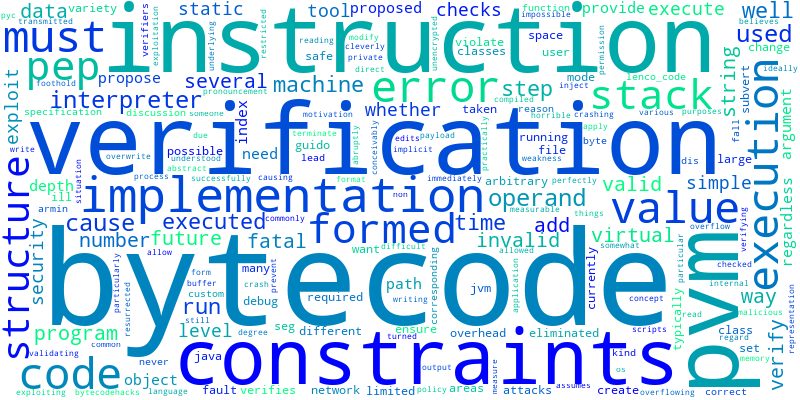 pyc data variety static tool proposed checks function provide execute
transmitted verifiers impossible
must instruction well
exploitation underlying restricted reading safe cleverly modify private direct violate classes unencrypted space user permission believes change used
pep error step mode ideally
foothold propose several machine stack lenco_code
exploit interpreter whether taken reason compiled inject horrible crashing various purposes String subvert argument
specification discussion someone pronouncement motivation
write due guido terminate implicit edits payload running file apply byte fall
verification
index possible need lead weakness dis large
structure overwrite understood abstract abruptly conceivably practically immediately format perfectly
depth process successfully causing non arbitrary simple
ill implementation operand valid value execution regardless
situation armin commonly measurable things difficult allowed somewhat overflow
cause formed time add virtual
security number executed future fatal want invalid
bytecode pvm
particularly resurrected allow many custom form buffer still prevent crash debug required path writing jvm application corresponding currently concept internal particular verifying checked representation way
program level seg different ensure overhead eliminated typically read malicious
common validating never java degree turned scripts kind os class regard set memory verify
code constraints
exploiting bytecodehacks language object fault verifies network policy output limited measure areas attacks assumes create overflowing correct